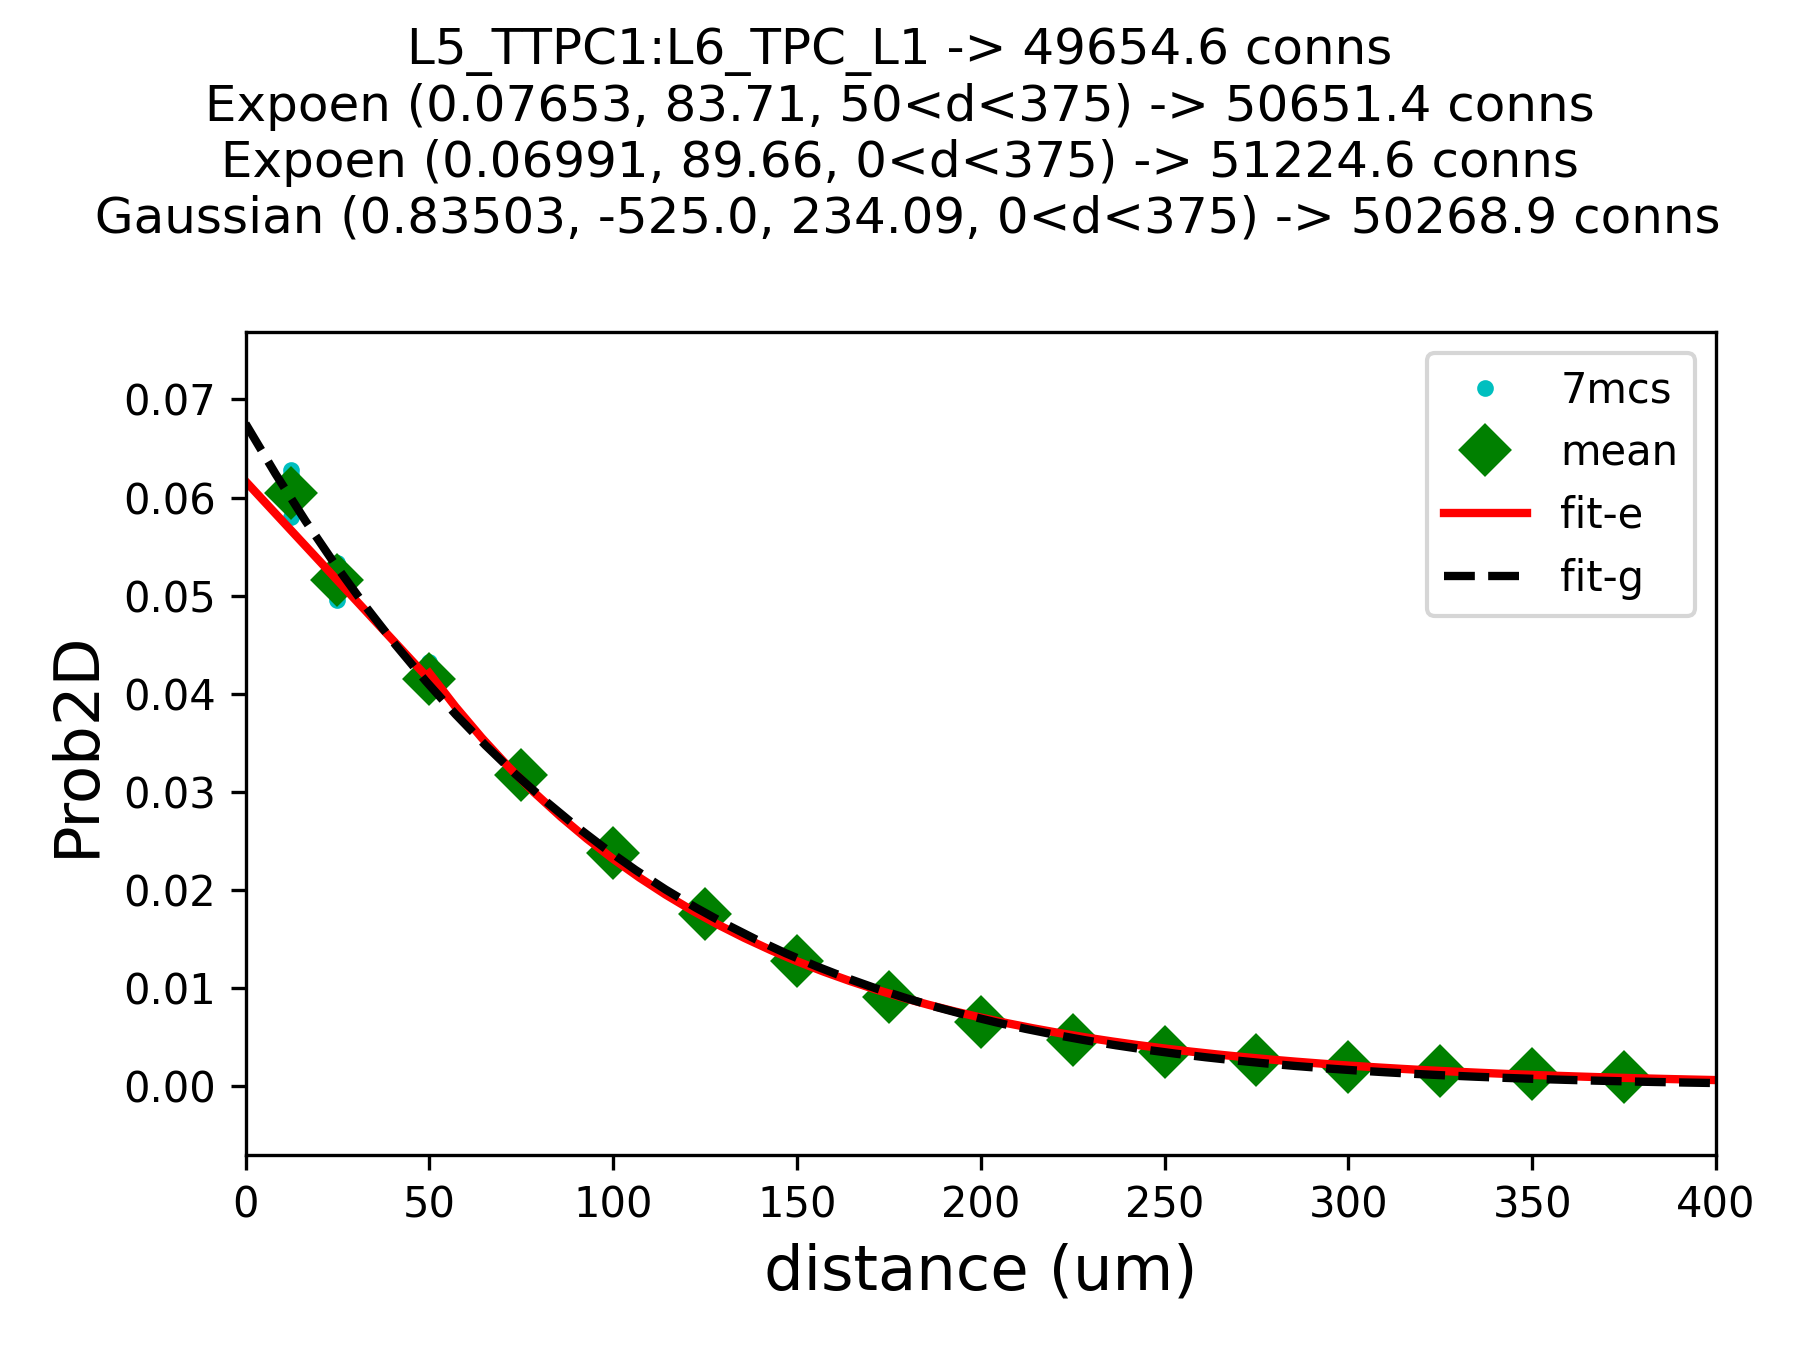 L5_TTPC1:L6_TPC_L1 -> 49654.6 conns
Expoen (0.07653, 83.71, 50<d<375) -> 50651.4 conns
Expoen (0.06991, 89.66, 0<d<375) -> 51224.6 conns
Gaussian (0.83503, -525.0, 234.09, 0<d<375) -> 50268.9 conns
7mcs
mean
fit-e
fit-g
Prob2D
0.07
0.06
0.05
0.04
0.03
0.02
0.01
0.00
0 50 100 150 200 250 300 350 400
distance (um)